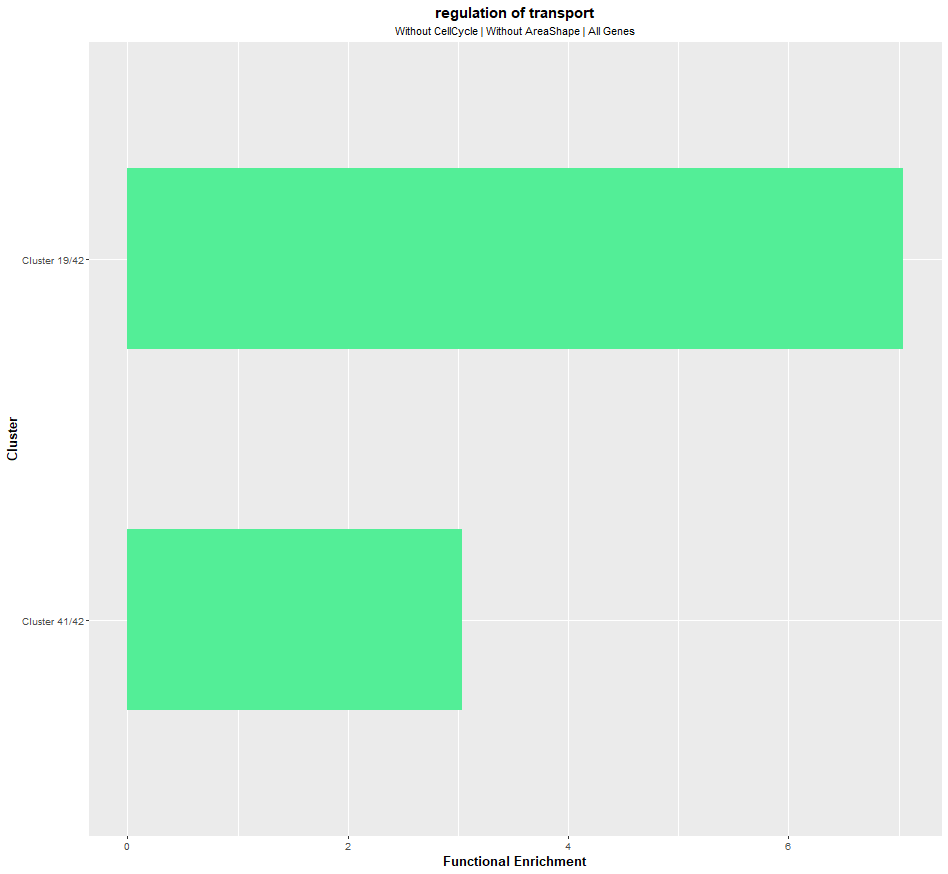 regulation of transport
Without CellCycle | Without AreaShape | All Genes
Cluster
Cluster 19/42
Cluster 41/42
0 2 4 6
Functional Enrichment